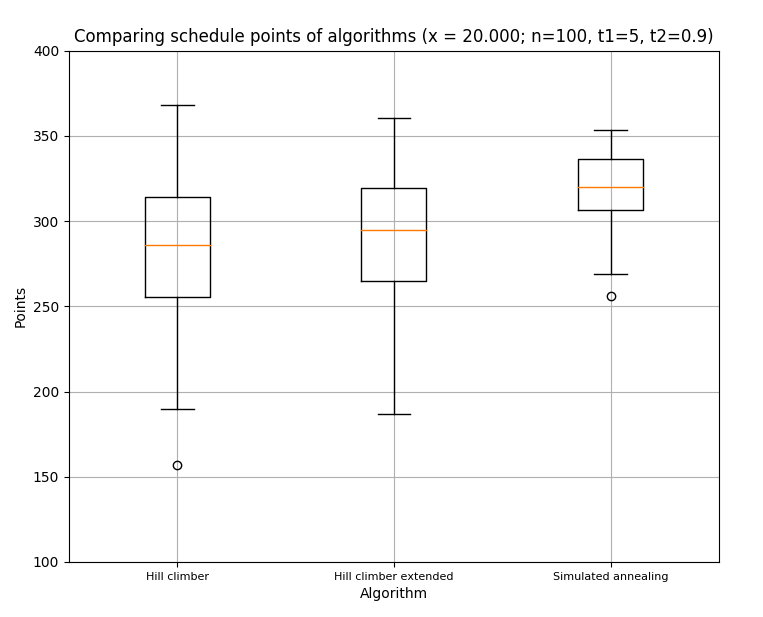 Comparing schedule points of algorithms (x = 20.000; n=100, t1=5, t2=0.9)
400
350
300
250
200
150
100
Points
Hill climber
Hill climber extended
Simulated annealing
Algorithm